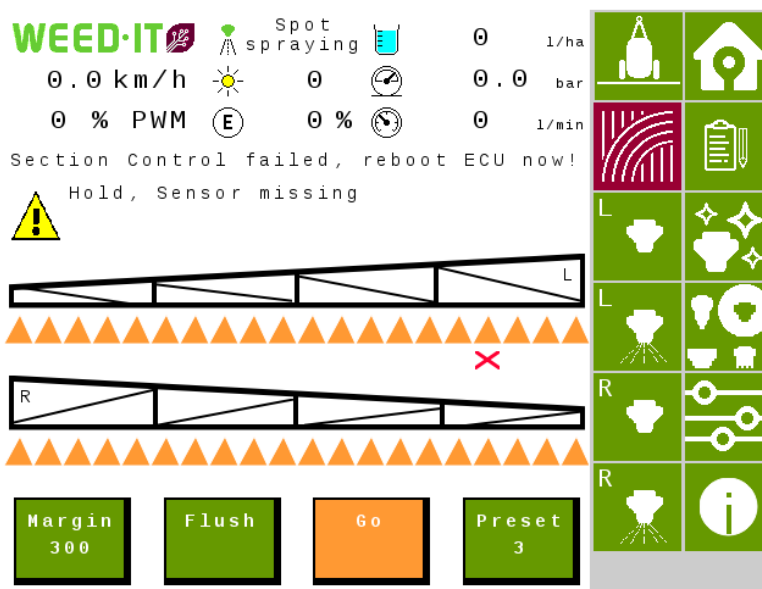 WEED·IT
Spot
spraying
0 l/ha
0.0 km/h
0
0.0 bar
0 % PWM
E
0 %
0 l/min
Section Control failed, reboot ECU now!
Hold, Sensor missing
L
R
Margin
300
Flush
Go
Preset
3
L
L
R
R
i